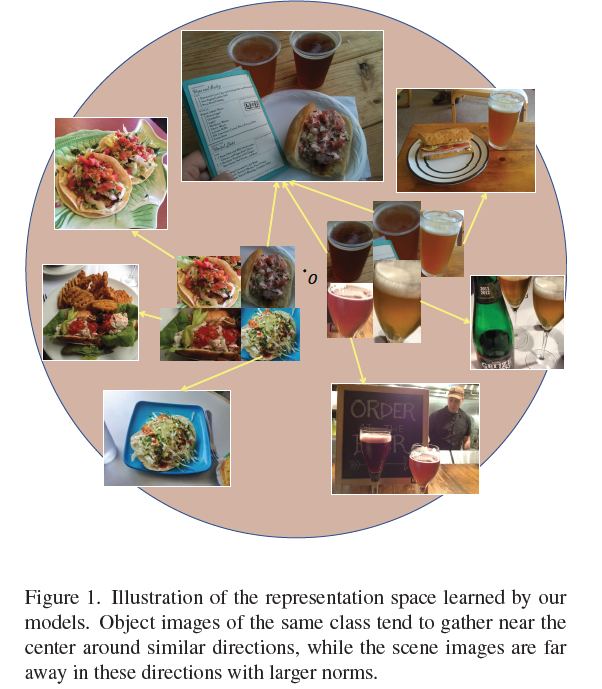 ORDER
o
Figure 1. Illustration of the representation space learned by our
models. Object images of the same class tend to gather near the
center around similar directions, while the scene images are far
away in these directions with larger norms.